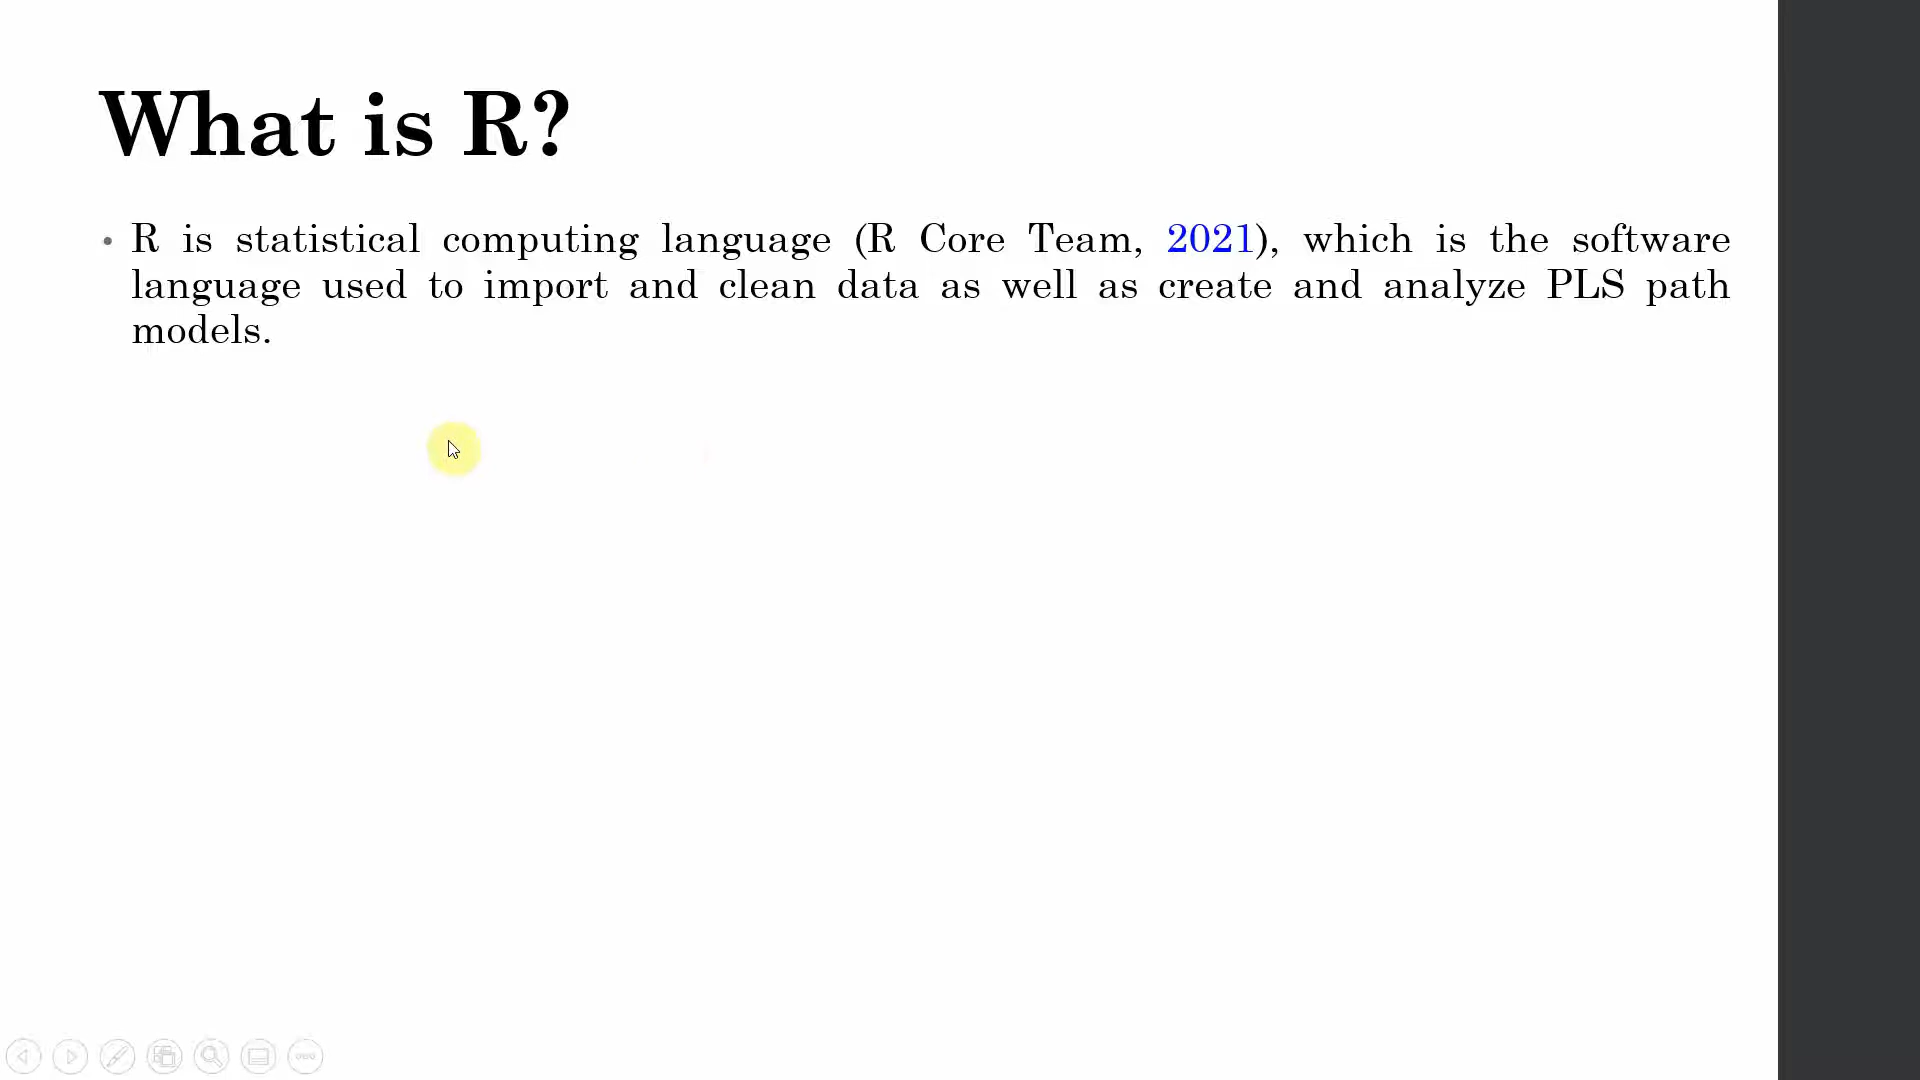 What is R?
• R is statistical computing language (R Core Team, 2021), which is the software
language used to import and clean data as well as create and analyze PLS path
models.